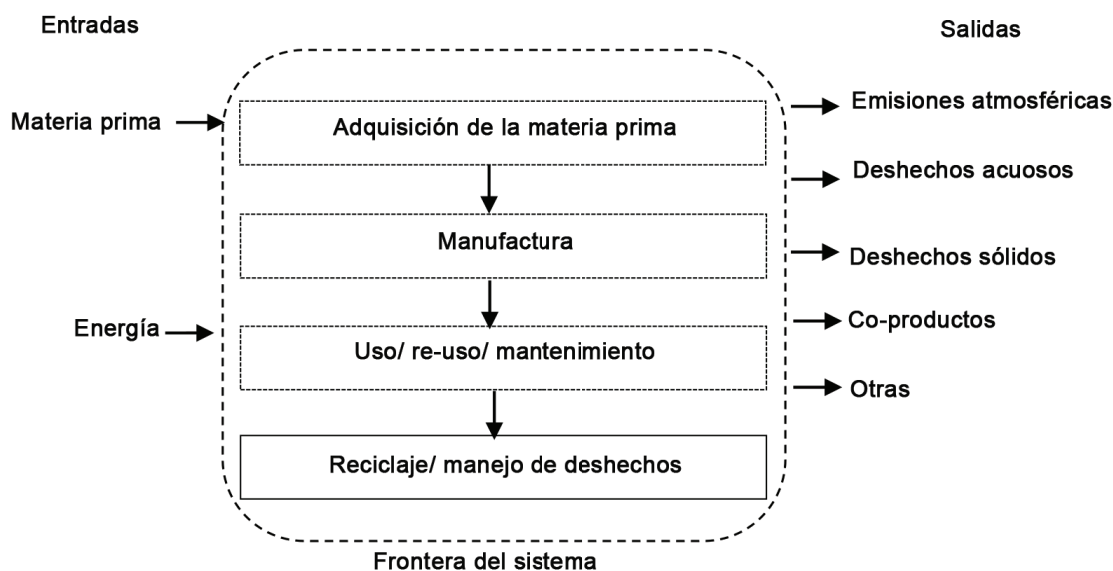 Entradas
Salidas
Materia prima
Energía
Adquisición de la materia prima
Manufactura
Uso/ re-uso/ mantenimiento
Reciclaje/ manejo de deshechos
Emisiones atmosféricas
Deshechos acuosos
Deshechos sólidos
Co-productos
Otras
Frontera del sistema